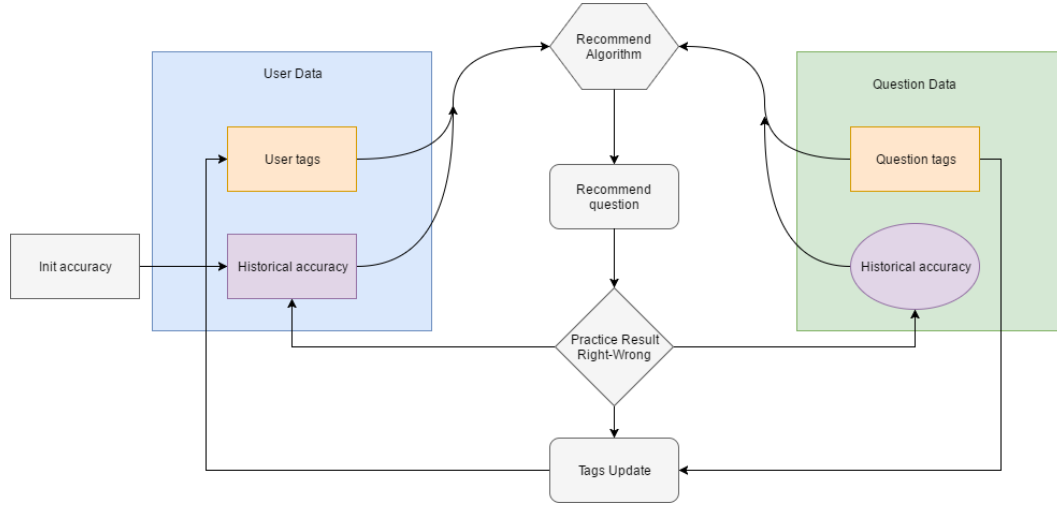 Recommend
Algorithm
User Data
Question Data
User tags
Question tags
Recommend
question
Init accuracy
Historical accuracy
Historical accuracy
Practice Result
Right-Wrong
Tags Update